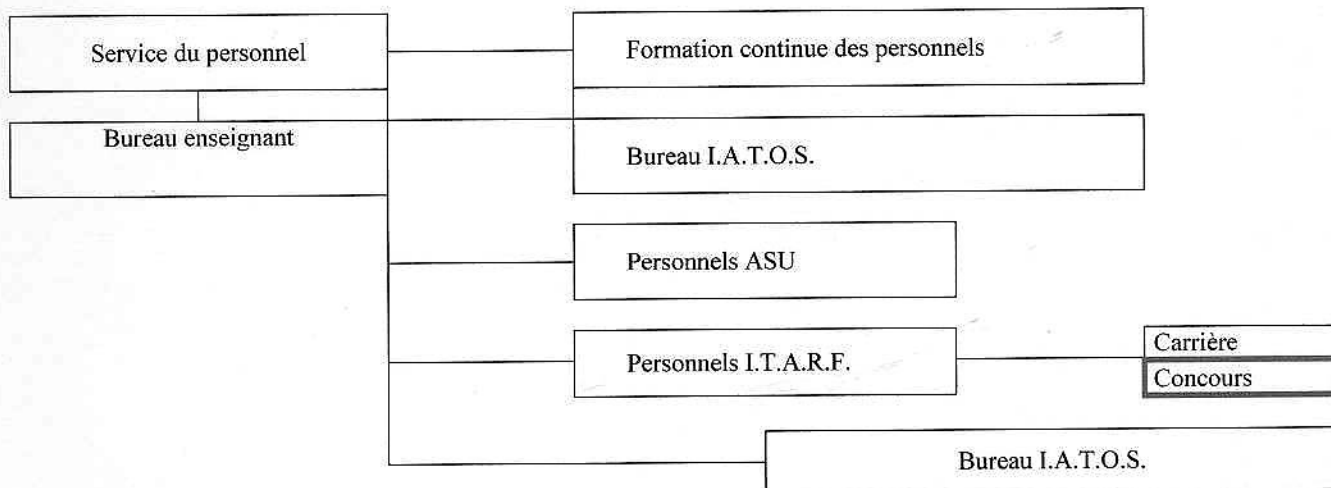 Service du personnel
Formation continue des personnels
Bureau enseignant
Bureau I.A.T.O.S.
Personnels ASU
Personnels I.T.A.R.F.
Carrière
Concours
Bureau I.A.T.O.S.